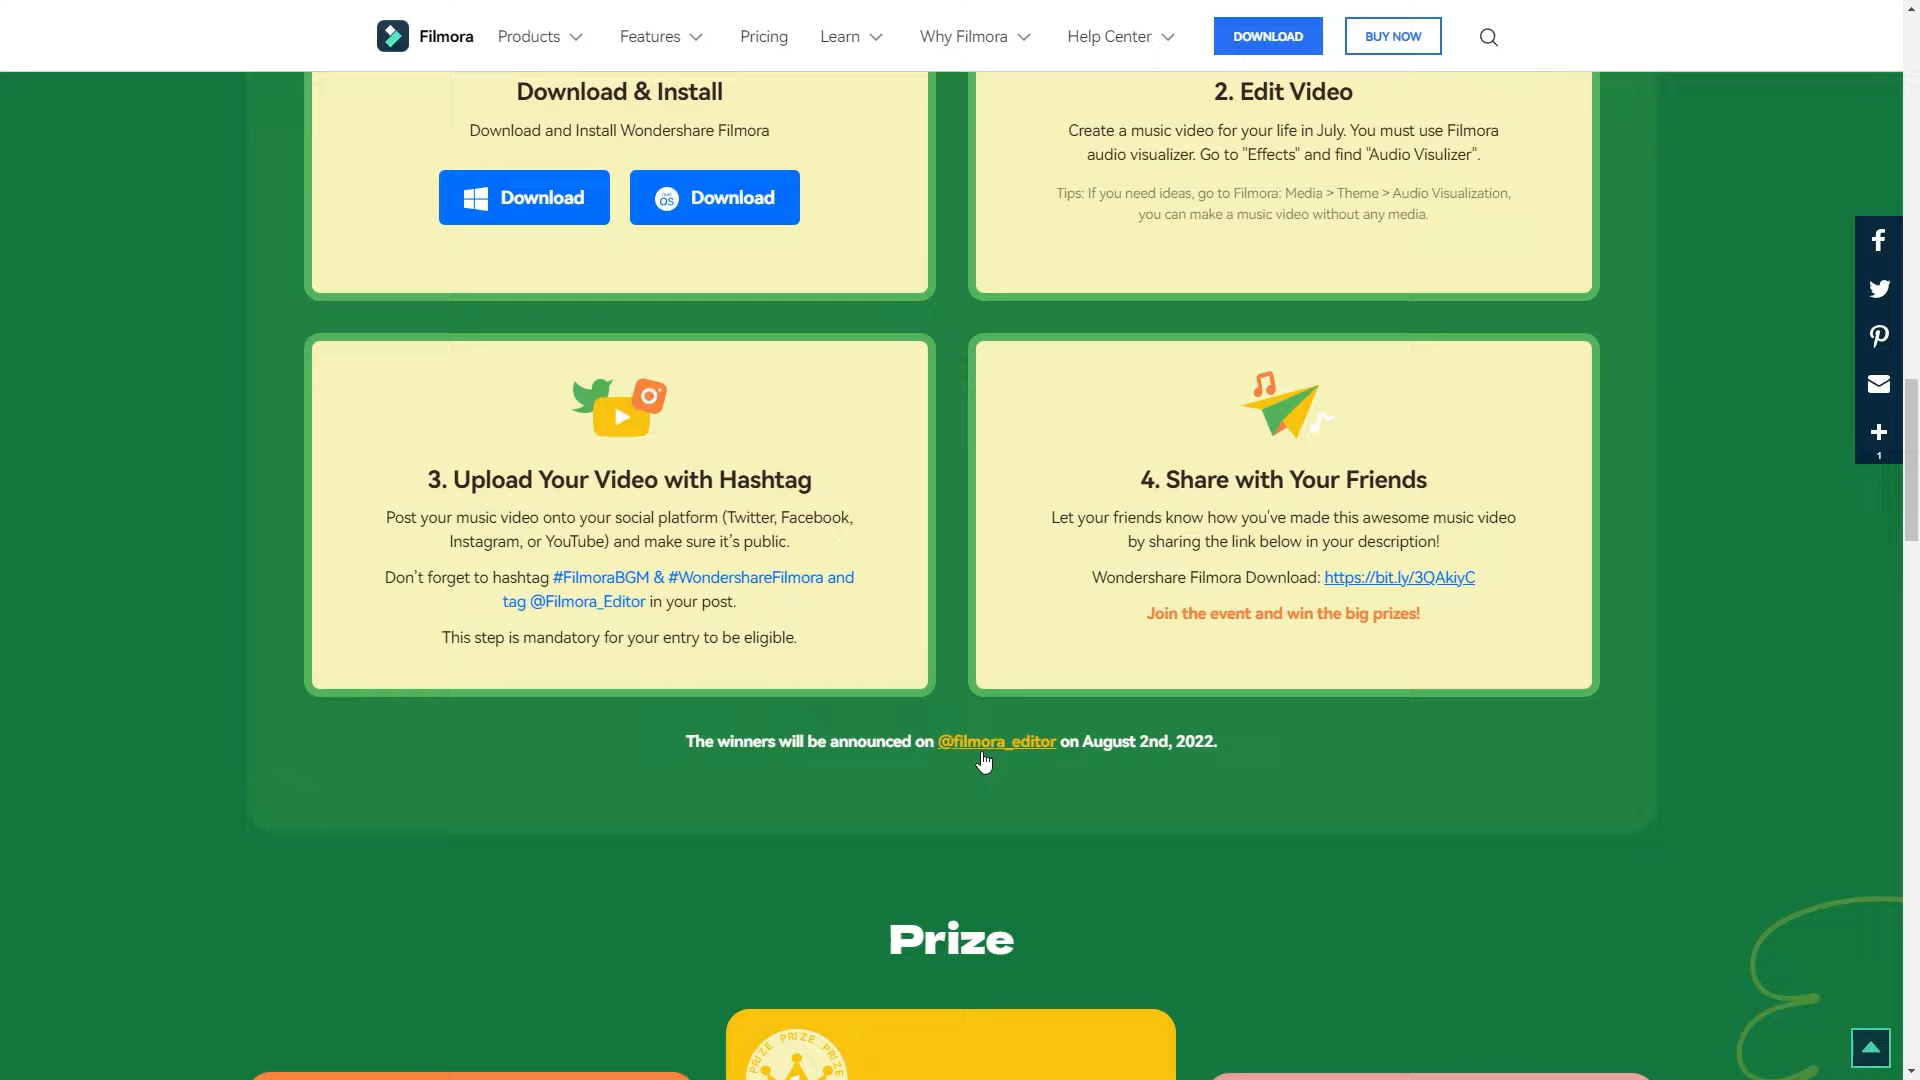 Filmora
Products
Features
Pricing
Learn
Why Filmora
Help Center
DOWNLOAD
BUY NOW
Download & Install
Download and Install Wondershare Filmora
Download
Download
2. Edit Video
Create a music video for your life in July. You must use Filmora
audio visualizer. Go to "Effects" and find "Audio Visulizer".
Tips: If you need ideas, go to Filmora: Media > Theme > Audio Visualization,
you can make a music video without any media.
3. Upload Your Video with Hashtag
Post your music video onto your social platform (Twitter, Facebook,
Instagram, or YouTube) and make sure it’s public.
Don’t forget to hashtag #FilmoraBGM & #WondershareFilmora and
tag @Filmora_Editor in your post.
This step is mandatory for your entry to be eligible.
4. Share with Your Friends
Let your friends know how you’ve made this awesome music video
by sharing the link below in your description!
Wondershare Filmora Download: https://bit.ly/3QAkiyC
Join the event and win the big prizes!
1
The winners will be announced on @filmora_editor on August 2nd, 2022.
Prize
PRIZE PRIZE PRIZE